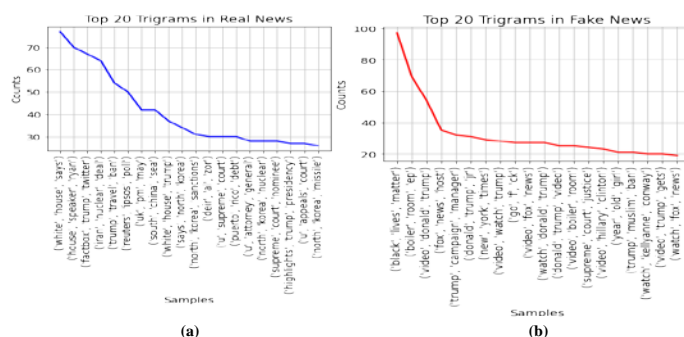 Top 20 Trigrams in Real News
Counts
70
60
50
40
30
('white', 'house', 'says')
('house', 'speaker', 'ryan')
('factbox', 'trump', 'twitter')
('iran', 'nuclear', 'deal')
('trump', 'travel', 'ban')
('reuters', 'ipsos', 'poll')
('uk', 'pm', 'may')
('south', 'china', 'sea')
('white', 'house', 'trump')
('says', 'north', 'korea')
('north', 'korea', 'sanctions')
('deir', 'al', 'zor')
('u', 'supreme', 'court')
('puerto', 'rico', 'debt')
('u', 'attorney', 'general')
('north', 'korea', 'nuclear')
('supreme', 'court', 'nominee')
('highlights', 'trump', 'presidency')
('u', 'appeals', 'court')
('north', 'korea', 'missile')
Samples
(a)
Top 20 Trigrams in Fake News
Counts
100
80
60
40
20
('black', 'lives', 'matter')
('boiler', 'room', 'ep')
('video', 'donald', 'trump')
('fox', 'news', 'host')
('trump', 'campaign', 'manager')
('donald', 'trump', 'jr')
('new', 'york', 'times')
('video', 'watch', 'trump')
('go', 'f', 'ck')
('video', 'fox', 'news')
('watch', 'donald', 'trump')
('donald', 'trump', 'video')
('video', 'boiler', 'room')
('supreme', 'court', 'justice')
('video', 'hillary', 'clinton')
('year', 'old', 'girl')
('trump', 'muslim', 'ban')
('watch', 'kellyanne', 'conway')
('video', 'trump', 'gets')
('watch', 'fox', 'news')
Samples
(b)